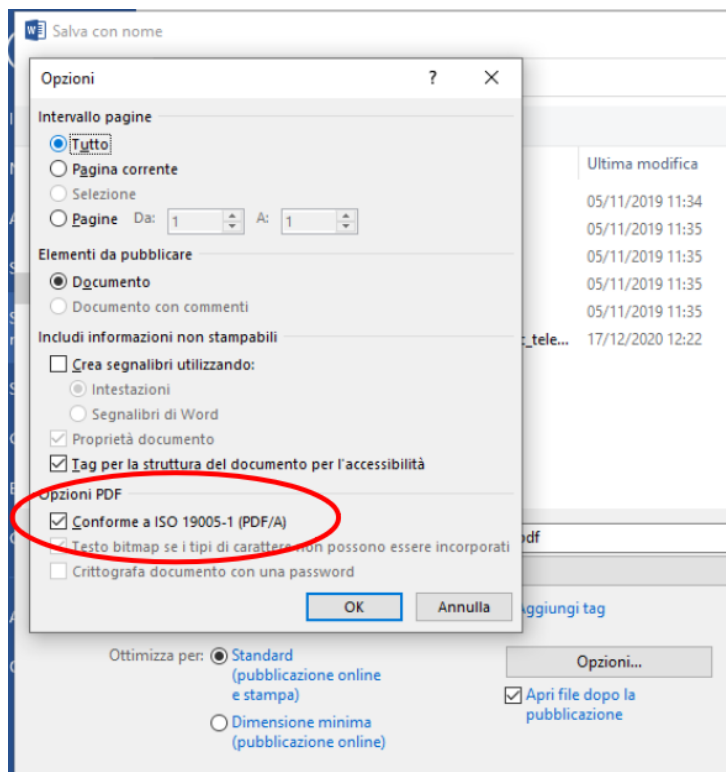 Salva con nome
Opzioni ?
Intervallo pagine
Tutto
Pagina corrente
Selezione
Pagine Da: 1 A: 1
Elementi da pubblicare
Documento
Documento con commenti
Includi informazioni non stampabili
Crea segnalibri utilizzando:
Intestazioni
Segnalibri di Word
Proprietà documento
Tag per la struttura del documento per l'accessibilità
Opzioni PDF
Conforme a ISO 19005-1 (PDF/A)
Testo bitmap se i tipi di carattere non possono essere incorporati
Crittografa documento con una password
OK Annulla
Ultima modifica
05/11/2019 11:34
05/11/2019 11:35
05/11/2019 11:35
05/11/2019 11:35
05/11/2019 11:35
_tele... 17/12/2020 12:22
pdf
Aggiungi tag
Ottimizza per: Standard
(pubblicazione online
e stampa)
Dimensione minima
(pubblicazione online)
Opzioni...
Apri file dopo la
pubblicazione